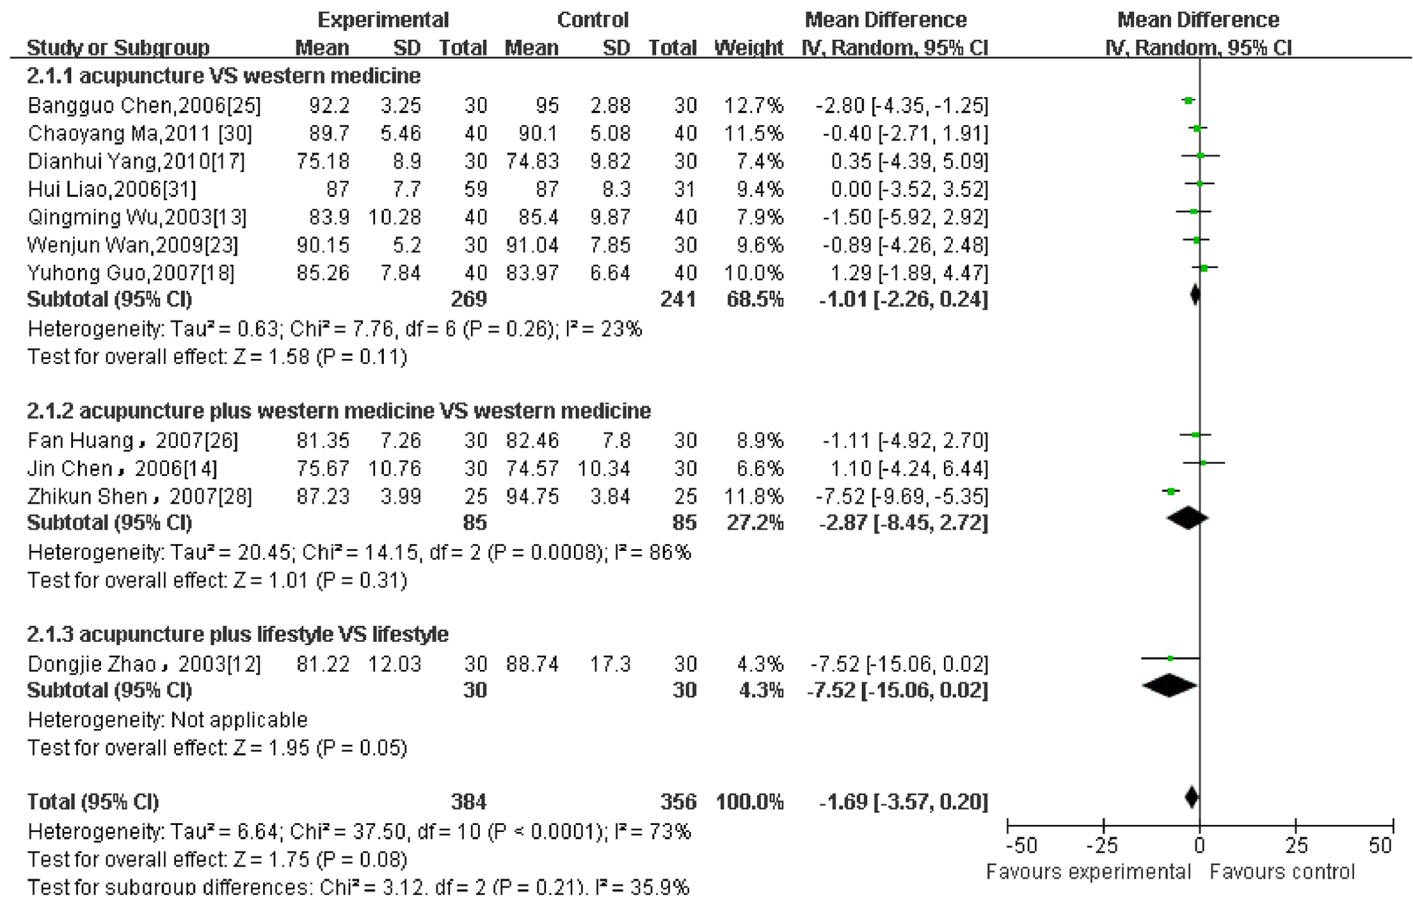 Experimental Control Mean Difference Mean Difference
Study or Subgroup Mean SD Total Mean SD Total Weight IV, Random, 95% CI IV, Random, 95% CI
2.1.1 acupuncture VS western medicine
Bangguo Chen,2006[25] 92.2 3.25 30 95 2.88 30 12.7% -2.80 [-4.35, -1.25]
Chaoyang Ma,2011 [30] 89.7 5.46 40 90.1 5.08 40 11.5% -0.40 [-2.71, 1.91]
Dianhui Yang,2010[17] 75.18 8.9 30 74.83 9.82 30 7.4% 0.35 [-4.39, 5.09]
Hui Liao,2006[31] 87 7.7 59 87 8.3 31 9.4% 0.00 [-3.52, 3.52]
Qingming Wu,2003[13] 83.9 10.28 40 85.4 9.87 40 7.9% -1.50 [-5.92, 2.92]
Wenjun Wan,2009[23] 90.15 5.2 30 91.04 7.85 30 9.6% -0.89 [-4.26, 2.48]
Yuhong Guo,2007[18] 85.26 7.84 40 83.97 6.64 40 10.0% 1.29 [-1.89, 4.47]
Subtotal (95% CI) 269 241 68.5% -1.01 [-2.26, 0.24]
Heterogeneity: Tau² = 0.63; Chi² = 7.76, df = 6 (P = 0.26); I² = 23%
Test for overall effect: Z = 1.58 (P = 0.11)
2.1.2 acupuncture plus western medicine VS western medicine
Fan Huang，2007[26] 81.35 7.26 30 82.46 7.8 30 8.9% -1.11 [-4.92, 2.70]
Jin Chen，2006[14] 75.67 10.76 30 74.57 10.34 30 6.6% 1.10 [-4.24, 6.44]
Zhikun Shen，2007[28] 87.23 3.99 25 94.75 3.84 25 11.8% -7.52 [-9.69, -5.35]
Subtotal (95% CI) 85 85 27.2% -2.87 [-8.45, 2.72]
Heterogeneity: Tau² = 20.45; Chi² = 14.15, df = 2 (P = 0.0008); I² = 86%
Test for overall effect: Z = 1.01 (P = 0.31)
2.1.3 acupuncture plus lifestyle VS lifestyle
Dongjie Zhao，2003[12] 81.22 12.03 30 88.74 17.3 30 4.3% -7.52 [-15.06, 0.02]
Subtotal (95% CI) 30 30 4.3% -7.52 [-15.06, 0.02]
Heterogeneity: Not applicable
Test for overall effect: Z = 1.95 (P = 0.05)
Total (95% CI) 384 356 100.0% -1.69 [-3.57, 0.20]
Heterogeneity: Tau² = 6.64; Chi² = 37.50, df = 10 (P < 0.0001); I² = 73%
Test for overall effect: Z = 1.75 (P = 0.08)
Test for subgroup differences: Chi² = 3.12, df = 2 (P = 0.21), I² = 35.9%
-50 -25 0 25 50
Favours experimental Favours control